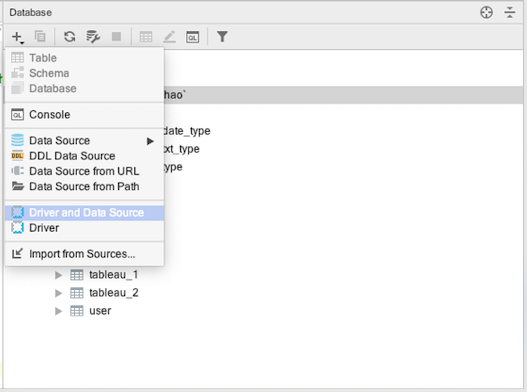 Database
QL
Table
Schema
Database
hao`
QL Console
date_type
Data Source
xt_type
DDL Data Source
type
Data Source from URL
Data Source from Path
Driver and Data Source
Driver
Import from Sources...
tableau_1
tableau_2
user